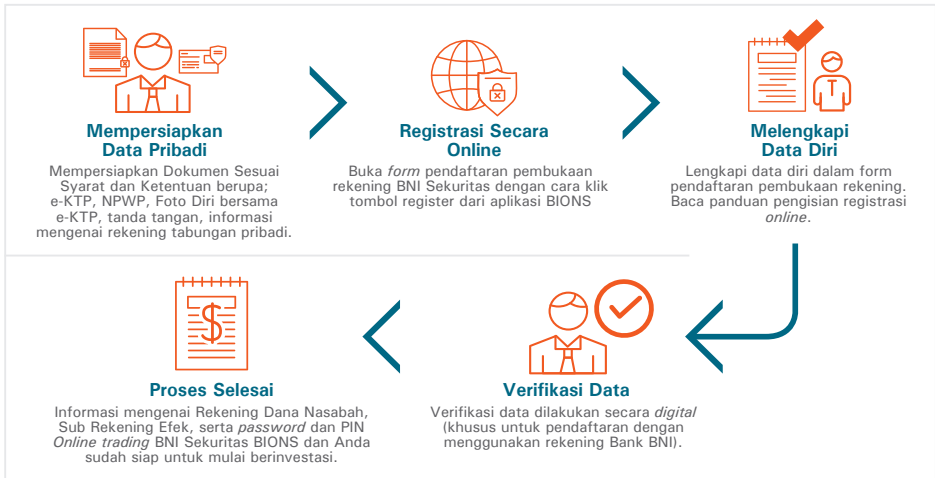 Mempersiapkan
Data Pribadi
Mempersiapkan Dokumen Sesuai
Syarat dan Ketentuan berupa;
e-KTP, NPWP, Foto Diri bersama
e-KTP, tanda tangan, informasi
mengenai rekening tabungan pribadi.
Registrasi Secara
Online
Buka form pendaftaran pembukaan
rekening BNI Sekuritas dengan cara klik
tombol register dari aplikasi BIONS
Melengkapi
Data Diri
Lengkapi data diri dalam form
pendaftaran pembukaan rekening.
Baca panduan pengisian registrasi
online.
Verifikasi Data
Verifikasi data dilakukan secara digital
(khusus untuk pendaftaran dengan
menggunakan rekening Bank BNI).
Proses Selesai
Informasi mengenai Rekening Dana Nasabah,
Sub Rekening Efek, serta password dan PIN
Online trading BNI Sekuritas BIONS dan Anda
sudah siap untuk mulai berinvestasi.